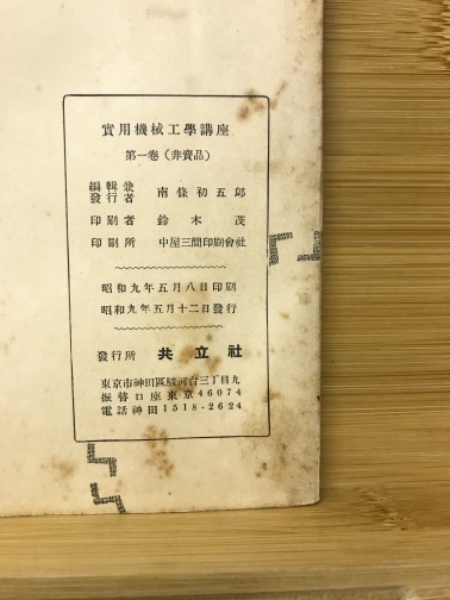 實用機械工學講座
第一卷(非賣品)
編輯兼
發行者 南條初五郎
印刷者 鈴木茂
印刷所 中屋三間印刷會社
昭和九年五月八日印刷
昭和九年五月十二日發行
發行所 共立社
東京市神田區駿河台三丁目九
振替口座東京46074
電話神田1518・2624